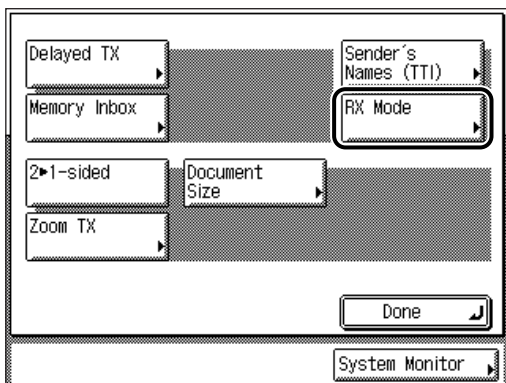 Delayed TX
Sender´s
Names (TTI)
Memory Inbox
RX Mode
2▸1-sided
Document
Size
Zoom TX
Done
System Monitor